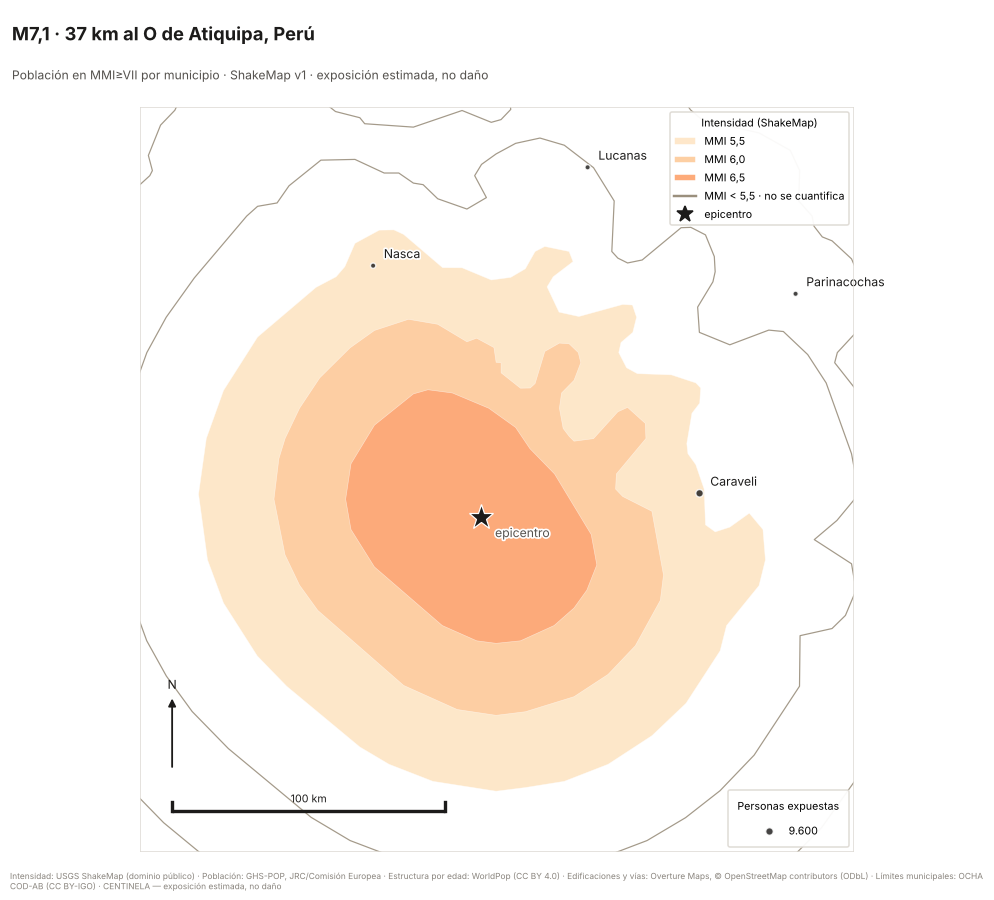 M7,1 · 37 km al O de Atiquipa, Perú
Población en MMI≥VII por municipio · ShakeMap v1 · exposición estimada, no daño
Intensidad (ShakeMap)
MMI 5,5
MMI 6,0
MMI 6,5
MMI < 5,5 · no se cuantifica
epicentro
Lucanas
Nasca
Parinacochas
Caraveli
epicentro
N
100 km
Personas expuestas
9.600
Intensidad: USGS ShakeMap (dominio público) · Población: GHS-POP, JRC/Comisión Europea · Estructura por edad: WorldPop (CC BY 4.0) · Edificaciones y vías: Overture Maps, © OpenStreetMap contributors (ODbL) · Límites municipales: OCHA
COD-AB (CC BY-IGO) · CENTINELA — exposición estimada, no daño